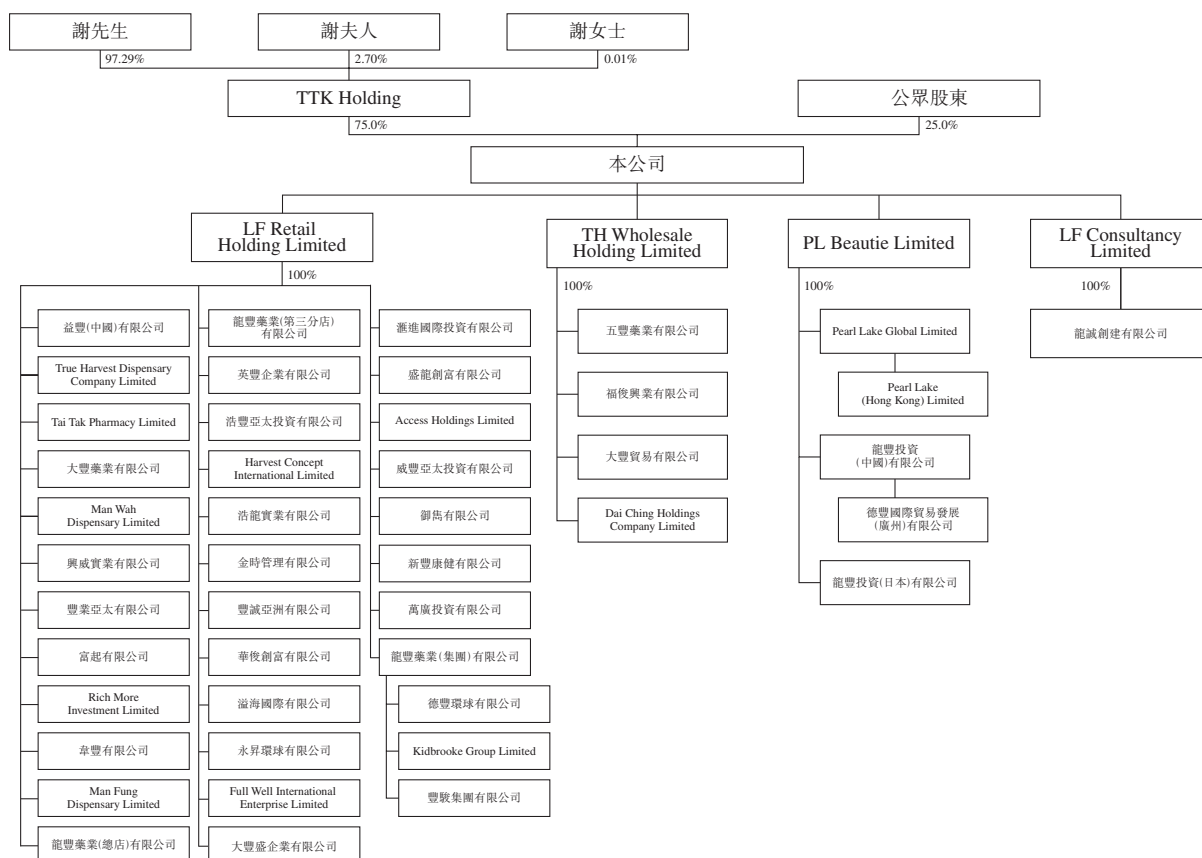 謝先生
謝夫人
謝女士
97.29%
2.70%
0.01%
TTK Holding
公眾股東
75.0%
25.0%
本公司
LF Retail
Holding Limited
TH Wholesale
Holding Limited
PL Beautie Limited
LF Consultancy
Limited
100%
100%
100%
100%
益豐(中國)有限公司
True Harvest Dispensary
Company Limited
Tai Tak Pharmacy Limited
大豐藥業有限公司
Man Wah
Dispensary Limited
興威實業有限公司
豐業亞太有限公司
富起有限公司
Rich More
Investment Limited
韋豐有限公司
Man Fung
Dispensary Limited
龍豐藥業(總店)有限公司
龍豐藥業(第三分店)
有限公司
英豐企業有限公司
浩豐亞太投資有限公司
Harvest Concept
International Limited
浩龍實業有限公司
金時管理有限公司
豐誠亞洲有限公司
華俊創富有限公司
溢海國際有限公司
永昇環球有限公司
Full Well International
Enterprise Limited
大豐盛企業有限公司
滙進國際投資有限公司
盛龍創富有限公司
Access Holdings Limited
威豐亞太投資有限公司
御雋有限公司
新豐康健有限公司
萬廣投資有限公司
龍豐藥業(集團)有限公司
德豐環球有限公司
Kidbrooke Group Limited
豐駿集團有限公司
五豐藥業有限公司
福俊興業有限公司
大豐貿易有限公司
Dai Ching Holdings
Company Limited
Pearl Lake Global Limited
Pearl Lake
(Hong Kong) Limited
龍豐投資
(中國)有限公司
德豐國際貿易發展
(廣州)有限公司
龍豐投資(日本)有限公司
龍誠創建有限公司